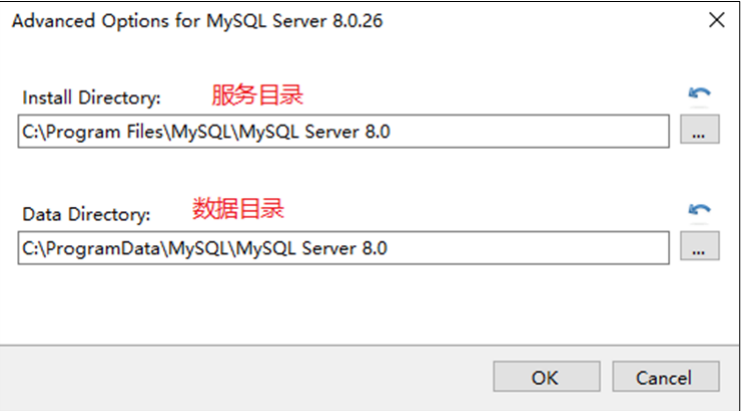 Advanced Options for MySQL Server 8.0.26
Install Directory: 服务目录
C:\Program Files\MySQL\MySQL Server 8.0
...
Data Directory: 数据目录
C:\ProgramData\MySQL\MySQL Server 8.0
...
OK Cancel